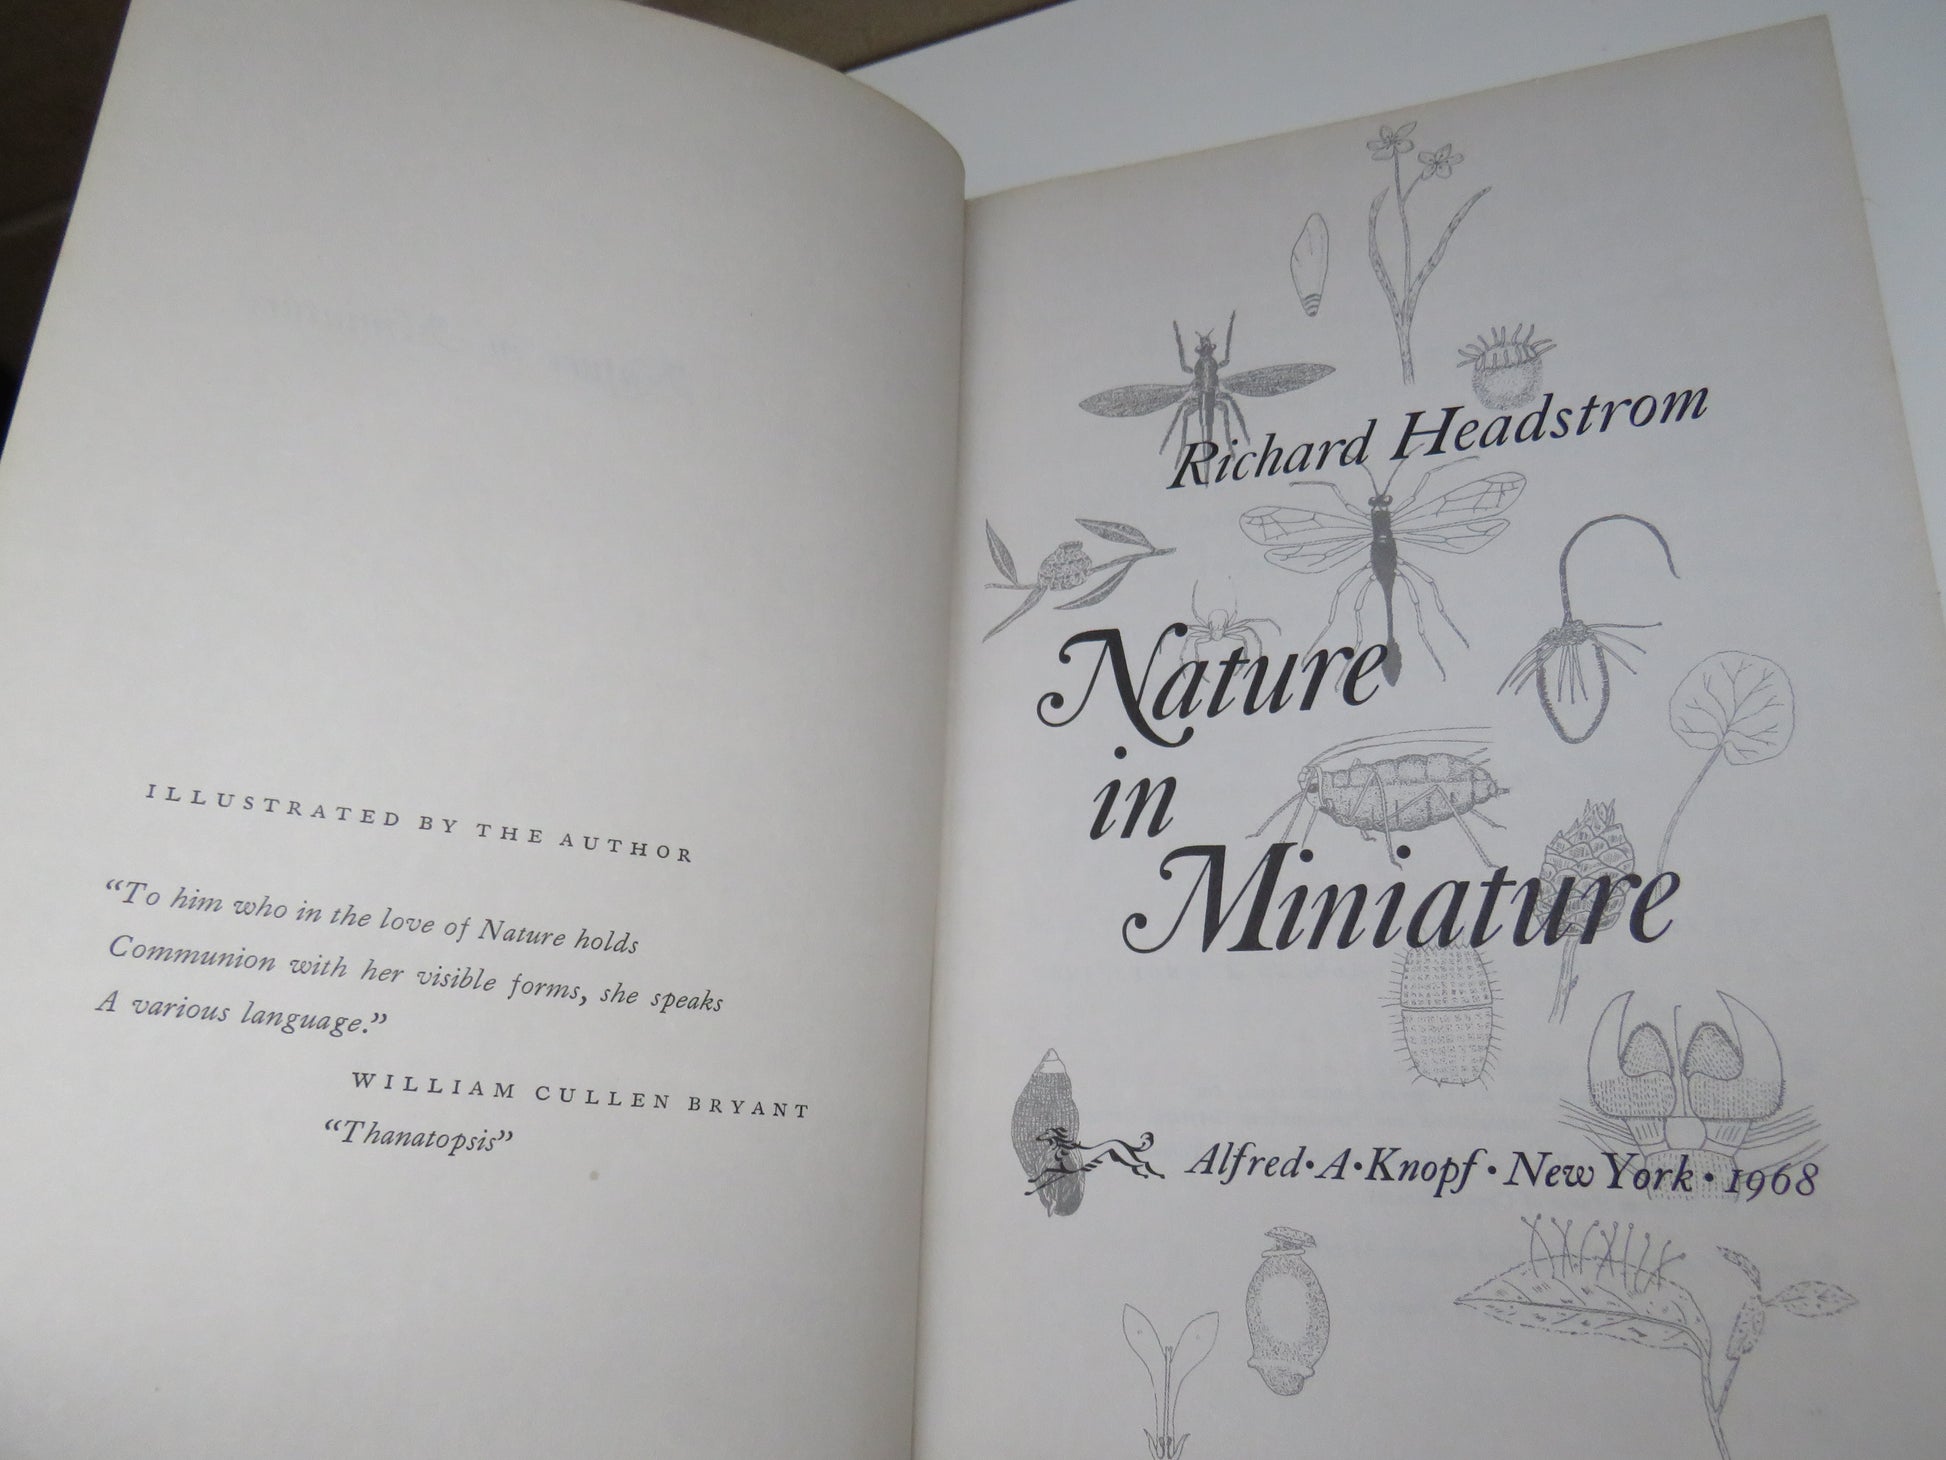 ILLUSTRATED BY THE AUTHOR
“To him who in the love of Nature holds
Communion with her visible forms, she speaks
A various language.”
WILLIAM CULLEN BRYANT
“Thanatopsis”
Richard Headstrom
Nature
in
Miniature
Alfred·A·Knopf·New York·1968